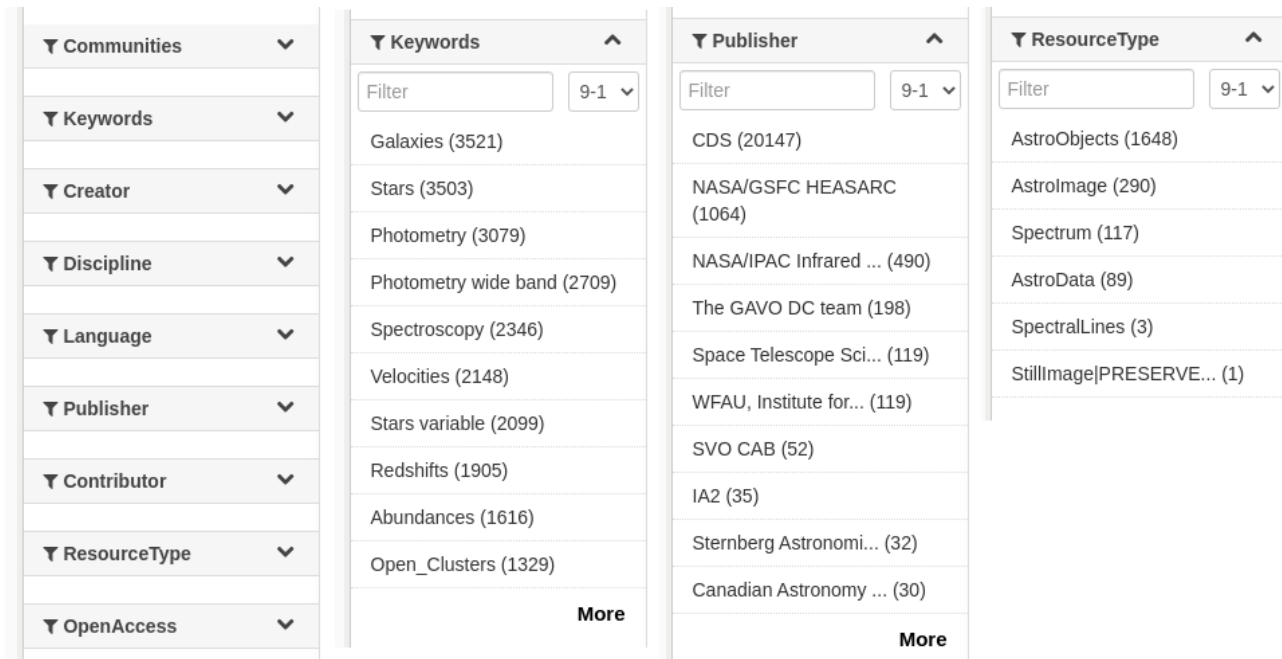 Communities
Keywords
Creator
Discipline
Language
Publisher
Contributor
ResourceType
OpenAccess
Keywords
Filter
9-1
Galaxies (3521)
Stars (3503)
Photometry (3079)
Photometry wide band (2709)
Spectroscopy (2346)
Velocities (2148)
Stars variable (2099)
Redshifts (1905)
Abundances (1616)
Open_Clusters (1329)
More
Publisher
Filter
9-1
CDS (20147)
NASA/GSFC HEASARC
(1064)
NASA/IPAC Infrared ... (490)
The GAVO DC team (198)
Space Telescope Sci... (119)
WFAU, Institute for... (119)
SVO CAB (52)
IA2 (35)
Sternberg Astronomi... (32)
Canadian Astronomy ... (30)
More
ResourceType
Filter
9-1
AstroObjects (1648)
AstroImage (290)
Spectrum (117)
AstroData (89)
SpectralLines (3)
StillImage|PRESERVE... (1)